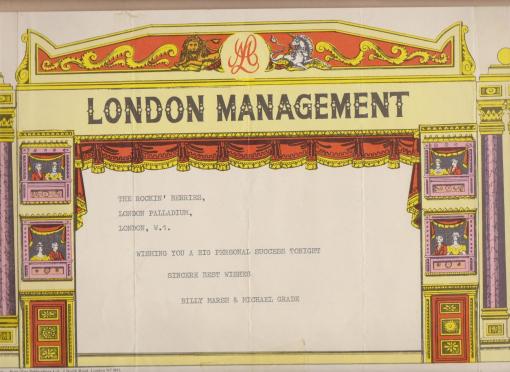 LONDON MANAGEMENT
THE ROCKIN' BERRIES,
LONDON PALLADIUM,
LONDON, W.1.
WISHING YOU A BIG PERSONAL SUCCESS TONIGHT
SINCERE BEST WISHES
BILLY MARSH & MICHAEL GRADE